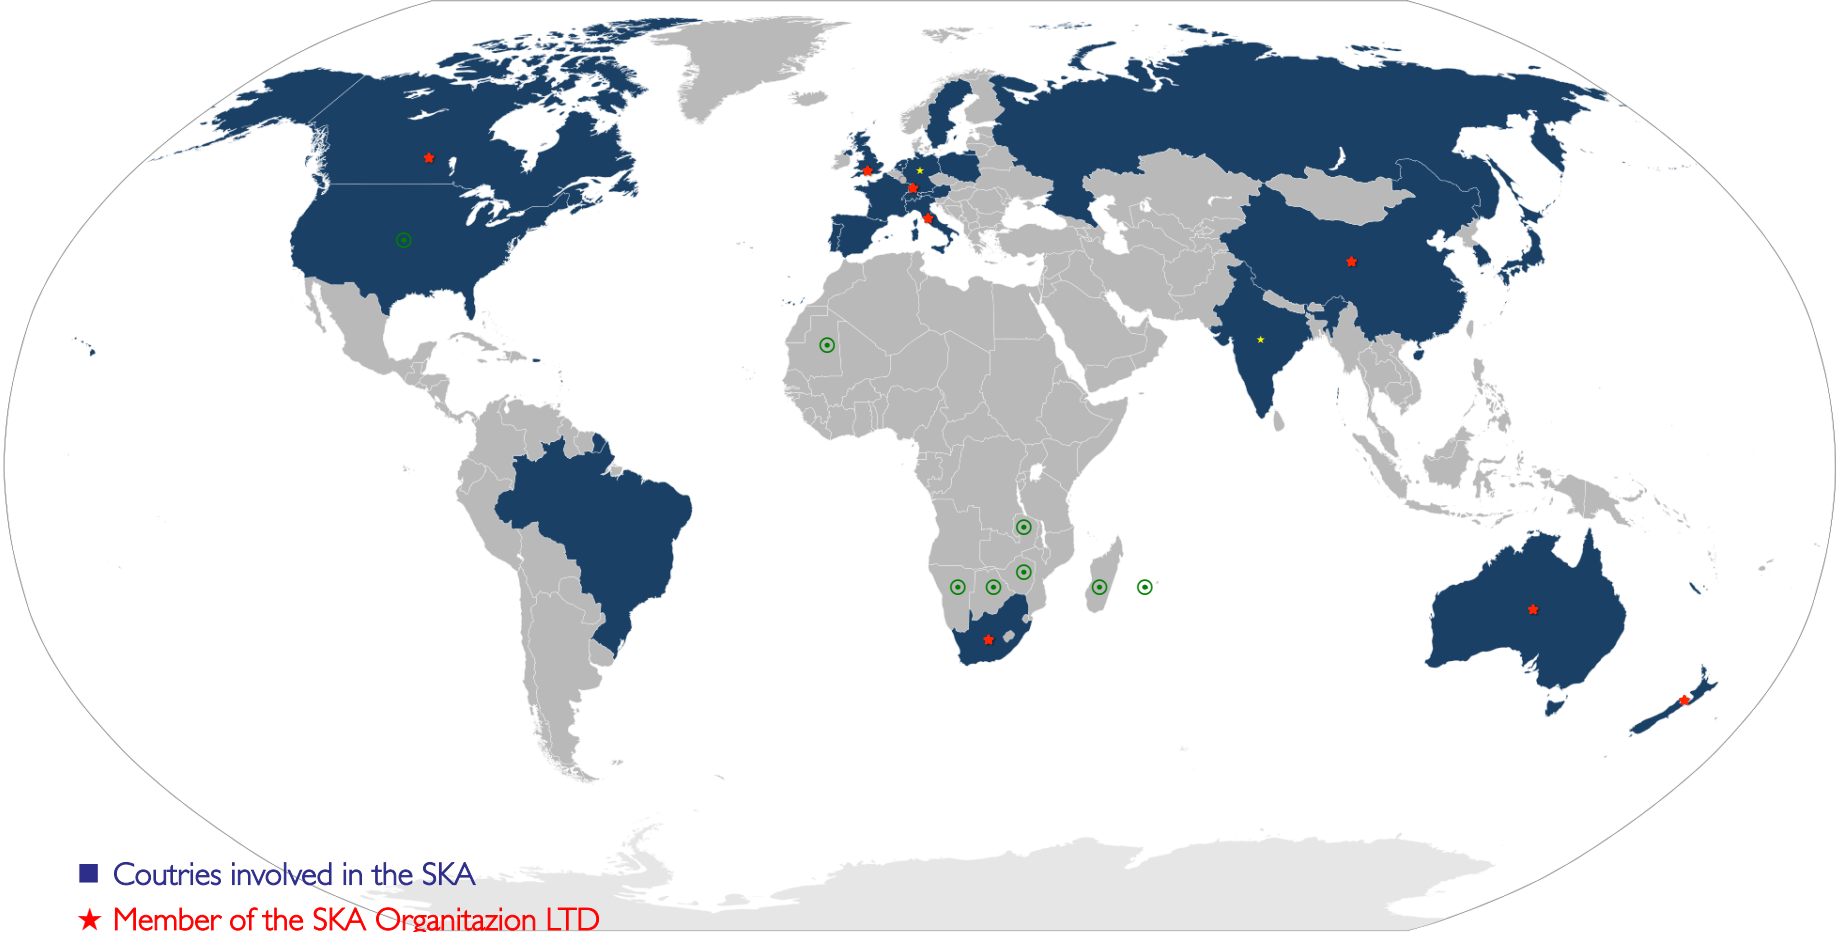 Coutries involved in the SKA
Member of the SKA Organitazion LTD